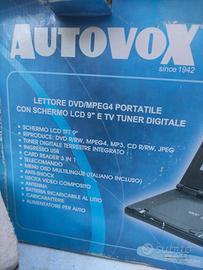 AUTOVOX
since 1942
LETTORE DVD/MPEG4 PORTATILE
CON SCHERMO LCD 9" E TV TUNER DIGITALE
• SCHERMO LCD TFT 9"
• RIPRODUCE: DVD R/RW, MPEG4, MP3, CD R/RW, JPEG
• TUNER DIGITALE TERRESTRE INTEGRATO
• INGRESSO USB
• CARD READER 3 IN 1
• TELECOMANDO
• MENU OSD MULTILINGUE (ITALIANO INCLUSO)
• ANTI-SHOCK
• USCITA VIDEO COMPOSITO
• ANTENNA
• BATTERIA RICARICABILE AL LITIO
• CARICABATTERIE
• ALIMENTATORE PER AUTO